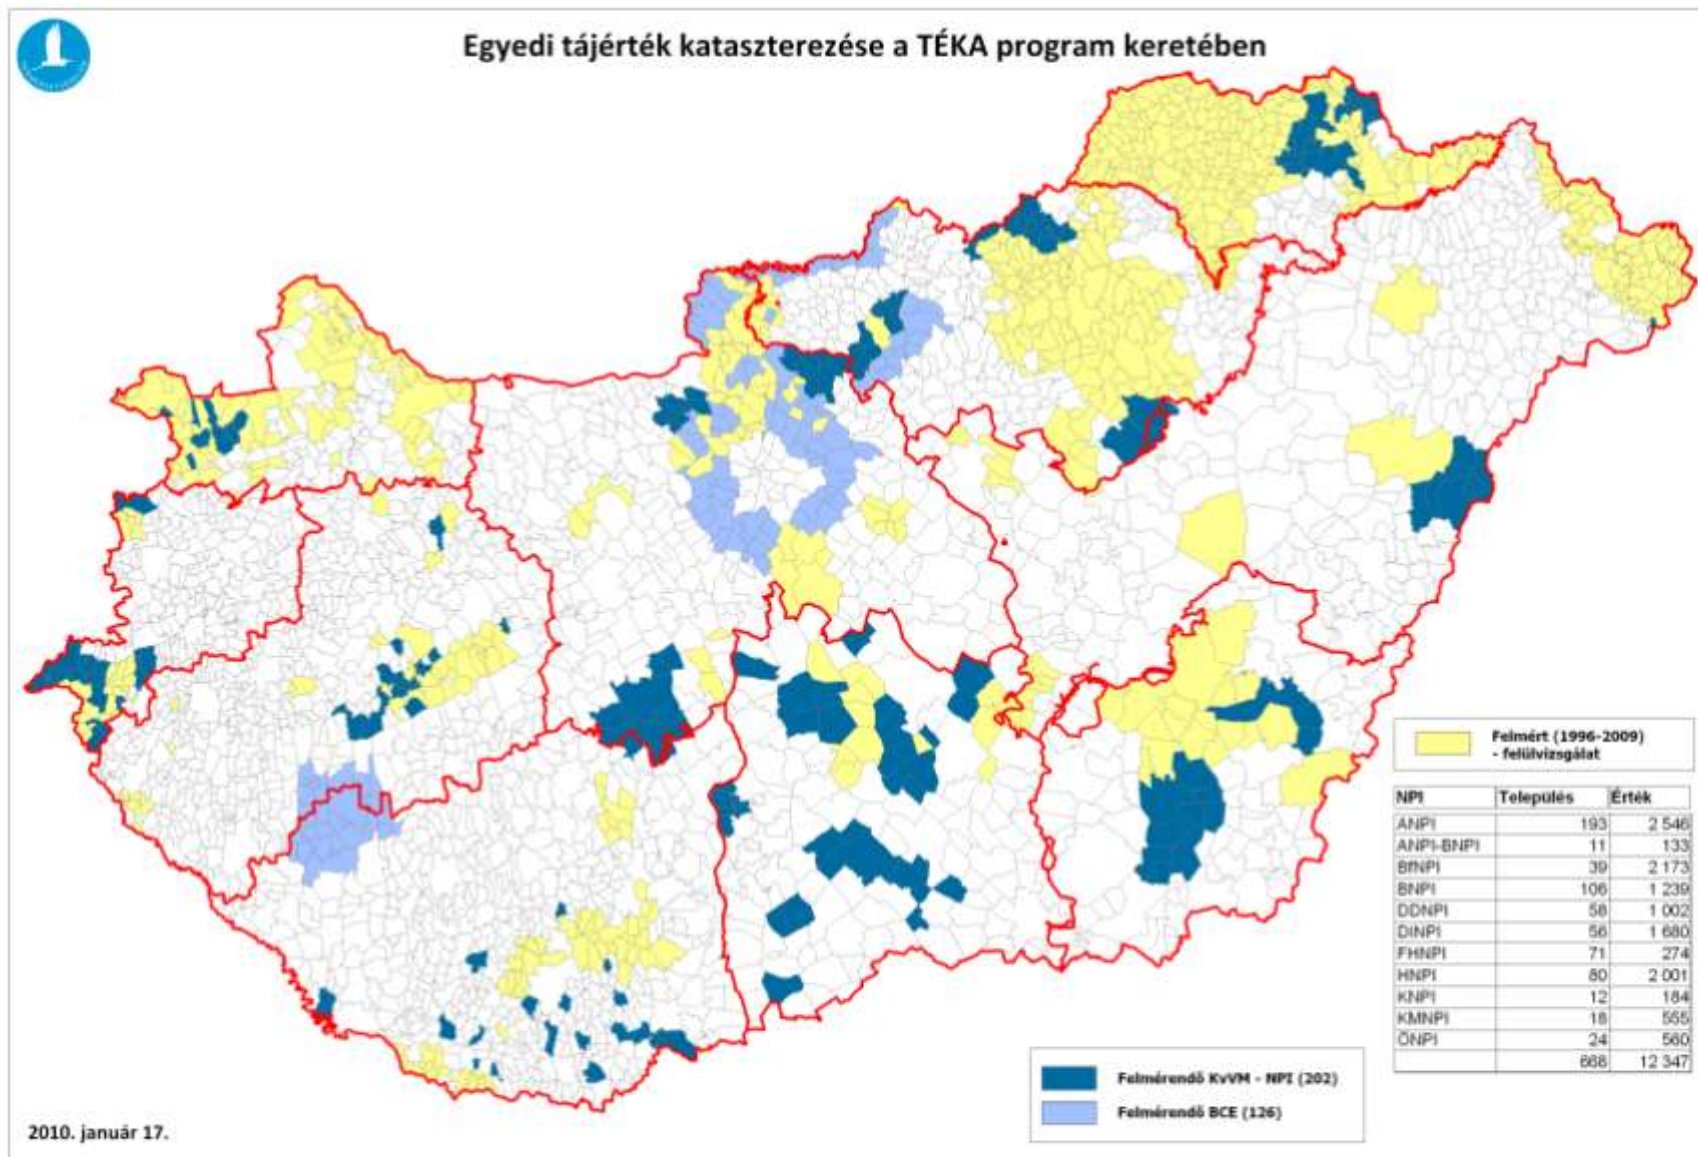 Egyedi tájérték kataszterezése a TÉKA program keretében
Felmért (1996-2009)
- felülvizsgálat
NPI Település Érték
ANPI 193 2 546
ANPI-BNPI 11 133
BfNPI 39 2 173
BNPI 106 1 239
DDNPI 58 1 002
DINPI 56 1 680
FHNPI 71 274
HNPI 80 2 001
KNPI 12 184
KMNPI 18 555
ÖNPI 24 560
668 12 347
Felmérendő KvVM - NPI (202)
Felmérendő BCE (126)
2010. január 17.